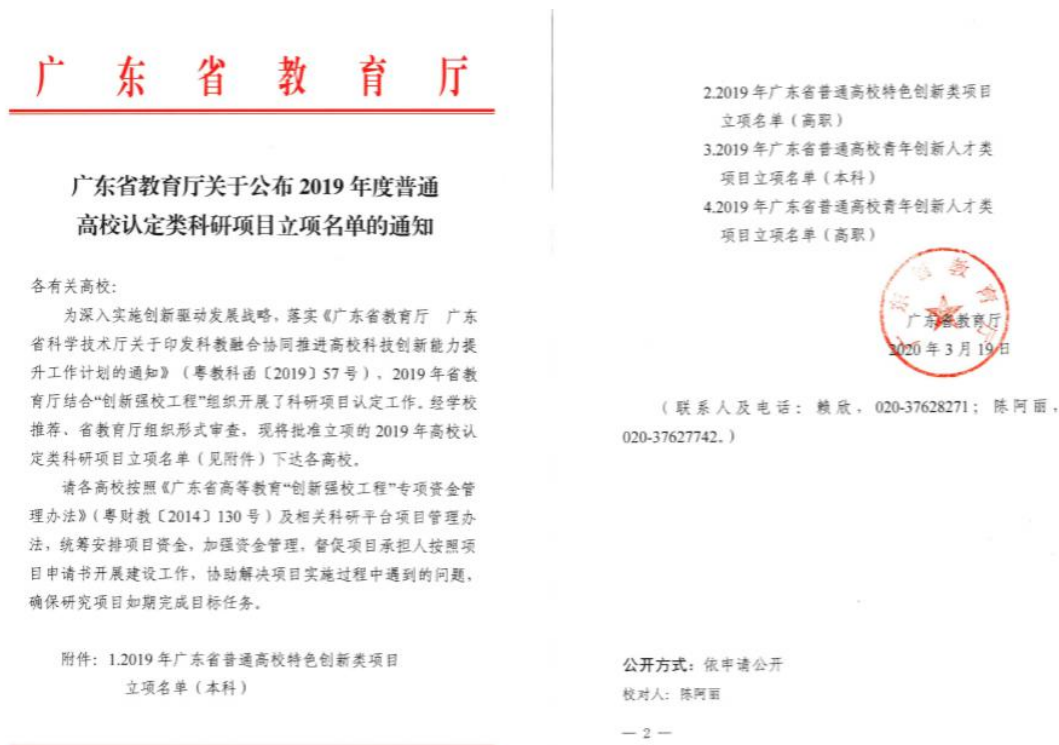 广东省教育厅
广东省教育厅关于公布 2019 年度普通
高校认定类科研项目立项名单的通知
各有关高校：
为深入实施创新驱动发展战略，落实《广东省教育厅 广东
省科学技术厅关于印发科教融合协同推进高校科技创新能力提
升工作计划的通知》（粤教科函〔2019〕57 号），2019 年省教
育厅结合“创新强校工程”组织开展了科研项目认定工作。经学校
推荐、省教育厅组织形式审查，现将批准立项的 2019 年高校认
定类科研项目立项名单（见附件）下达各高校。
请各高校按照《广东省高等教育“创新强校工程”专项资金管
理办法》（粤财教〔2014〕130 号）及相关科研平台项目管理办
法，统筹安排项目资金，加强资金管理，督促项目承担人按照项
目申请书开展建设工作，协助解决项目实施过程中遇到的问题，
确保研究项目如期完成目标任务。
附件：1.2019 年广东省普通高校特色创新类项目
立项名单（本科）
2.2019 年广东省普通高校特色创新类项目
立项名单（高职）
3.2019 年广东省普通高校青年创新人才类
项目立项名单（本科）
4.2019 年广东省普通高校青年创新人才类
项目立项名单（高职）
广东省教育厅
广东省教育厅
2020 年 3 月 19 日
（联系人及电话：赖欣，020-37628271；陈阿丽，
020-37627742。）
公开方式：依申请公开
校对人：陈阿丽
— 2 —